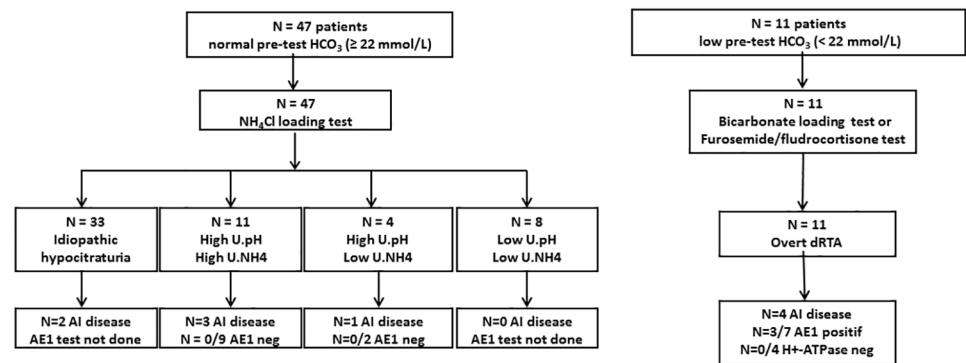 N = 47 patients
normal pre-test HCO₃ (≥ 22 mmol/L)
N = 47
NH₄Cl loading test
N = 33
Idiopathic
hypocitraturia
N = 11
High U.pH
High U.NH4
N = 4
High U.pH
Low U.NH4
N = 8
Low U.pH
Low U.NH4
N=2 AI disease
AE1 test not done
N=3 AI disease
N = 0/9 AE1 neg
N=1 AI disease
N=0/2 AE1 neg
N=0 AI disease
AE1 test not done
N = 11 patients
low pre-test HCO₃ (< 22 mmol/L)
N = 11
Bicarbonate loading test or
Furosemide/fludrocortisone test
N = 11
Overt dRTA
N=4 AI disease
N=3/7 AE1 positif
N=0/4 H+-ATPase neg